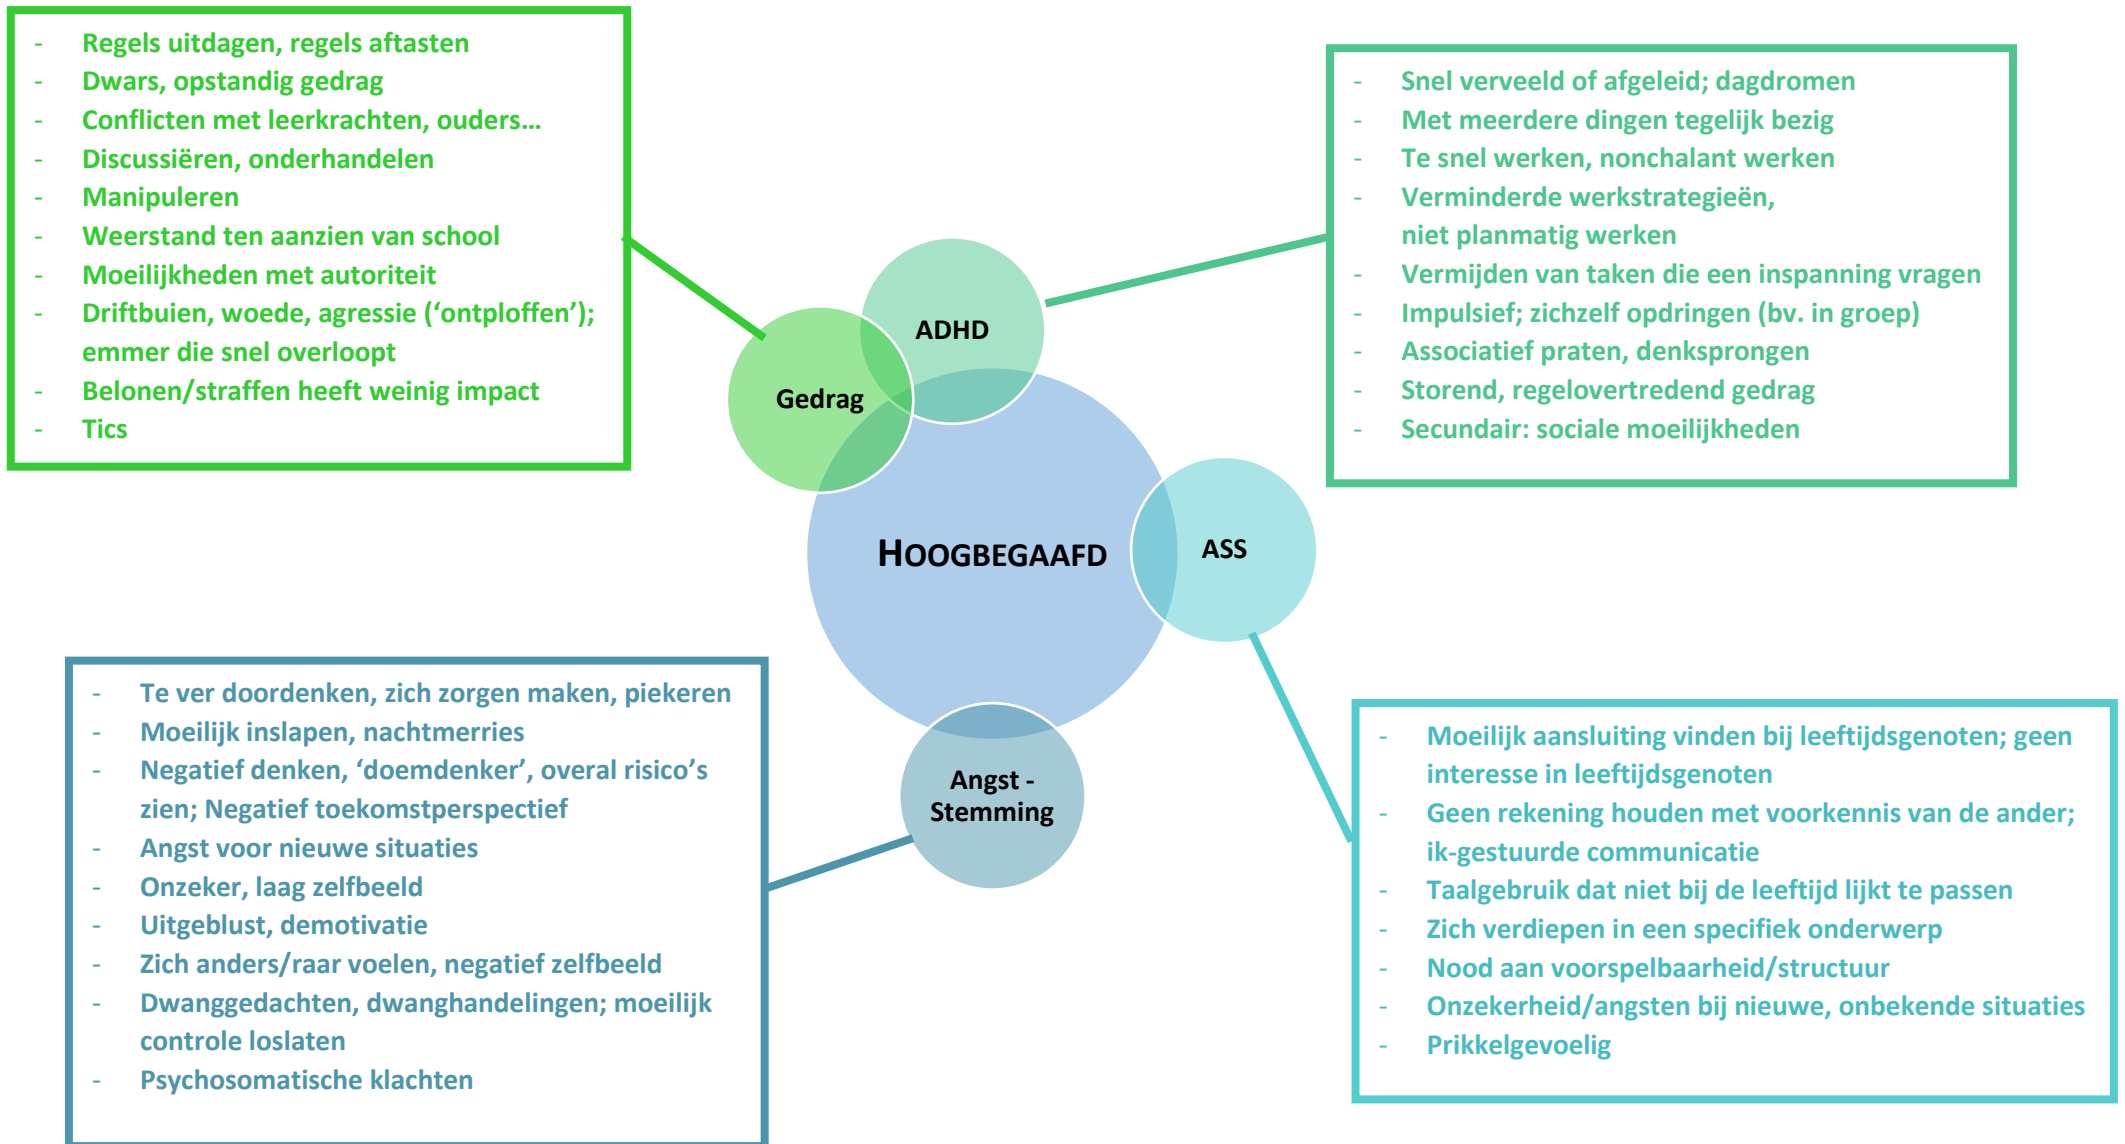 - Regels uitdagen, regels aftasten
- Dwars, opstandig gedrag
- Conflicten met leerkrachten, ouders…
- Discussiëren, onderhandelen
- Manipuleren
- Weerstand ten aanzien van school
- Moeilijkheden met autoriteit
- Driftbuien, woede, agressie (‘ontploffen’);
emmer die snel overloopt
- Belonen/straffen heeft weinig impact
- Tics
- Snel verveeld of afgeleid; dagdromen
- Met meerdere dingen tegelijk bezig
- Te snel werken, nonchalant werken
- Verminderde werkstrategieën,
niet planmatig werken
- Vermijden van taken die een inspanning vragen
- Impulsief; zichzelf opdringen (bv. in groep)
- Associatief praten, denksprongen
- Storend, regelovertredend gedrag
- Secundair: sociale moeilijkheden
ADHD
Gedrag
HOOGBEGAAFD
ASS
Angst -
Stemming
- Te ver doordenken, zich zorgen maken, piekeren
- Moeilijk inslapen, nachtmerries
- Negatief denken, ‘doemdenker’, overal risico’s
zien; Negatief toekomstperspectief
- Angst voor nieuwe situaties
- Onzeker, laag zelfbeeld
- Uitgeblust, demotivatie
- Zich anders/raar voelen, negatief zelfbeeld
- Dwanggedachten, dwanghandelingen; moeilijk
controle loslaten
- Psychosomatische klachten
- Moeilijk aansluiting vinden bij leeftijdsgenoten; geen
interesse in leeftijdsgenoten
- Geen rekening houden met voorkennis van de ander;
ik-gestuurde communicatie
- Taalgebruik dat niet bij de leeftijd lijkt te passen
- Zich verdiepen in een specifiek onderwerp
- Nood aan voorspelbaarheid/structuur
- Onzekerheid/angsten bij nieuwe, onbekende situaties
- Prikkelgevoelig